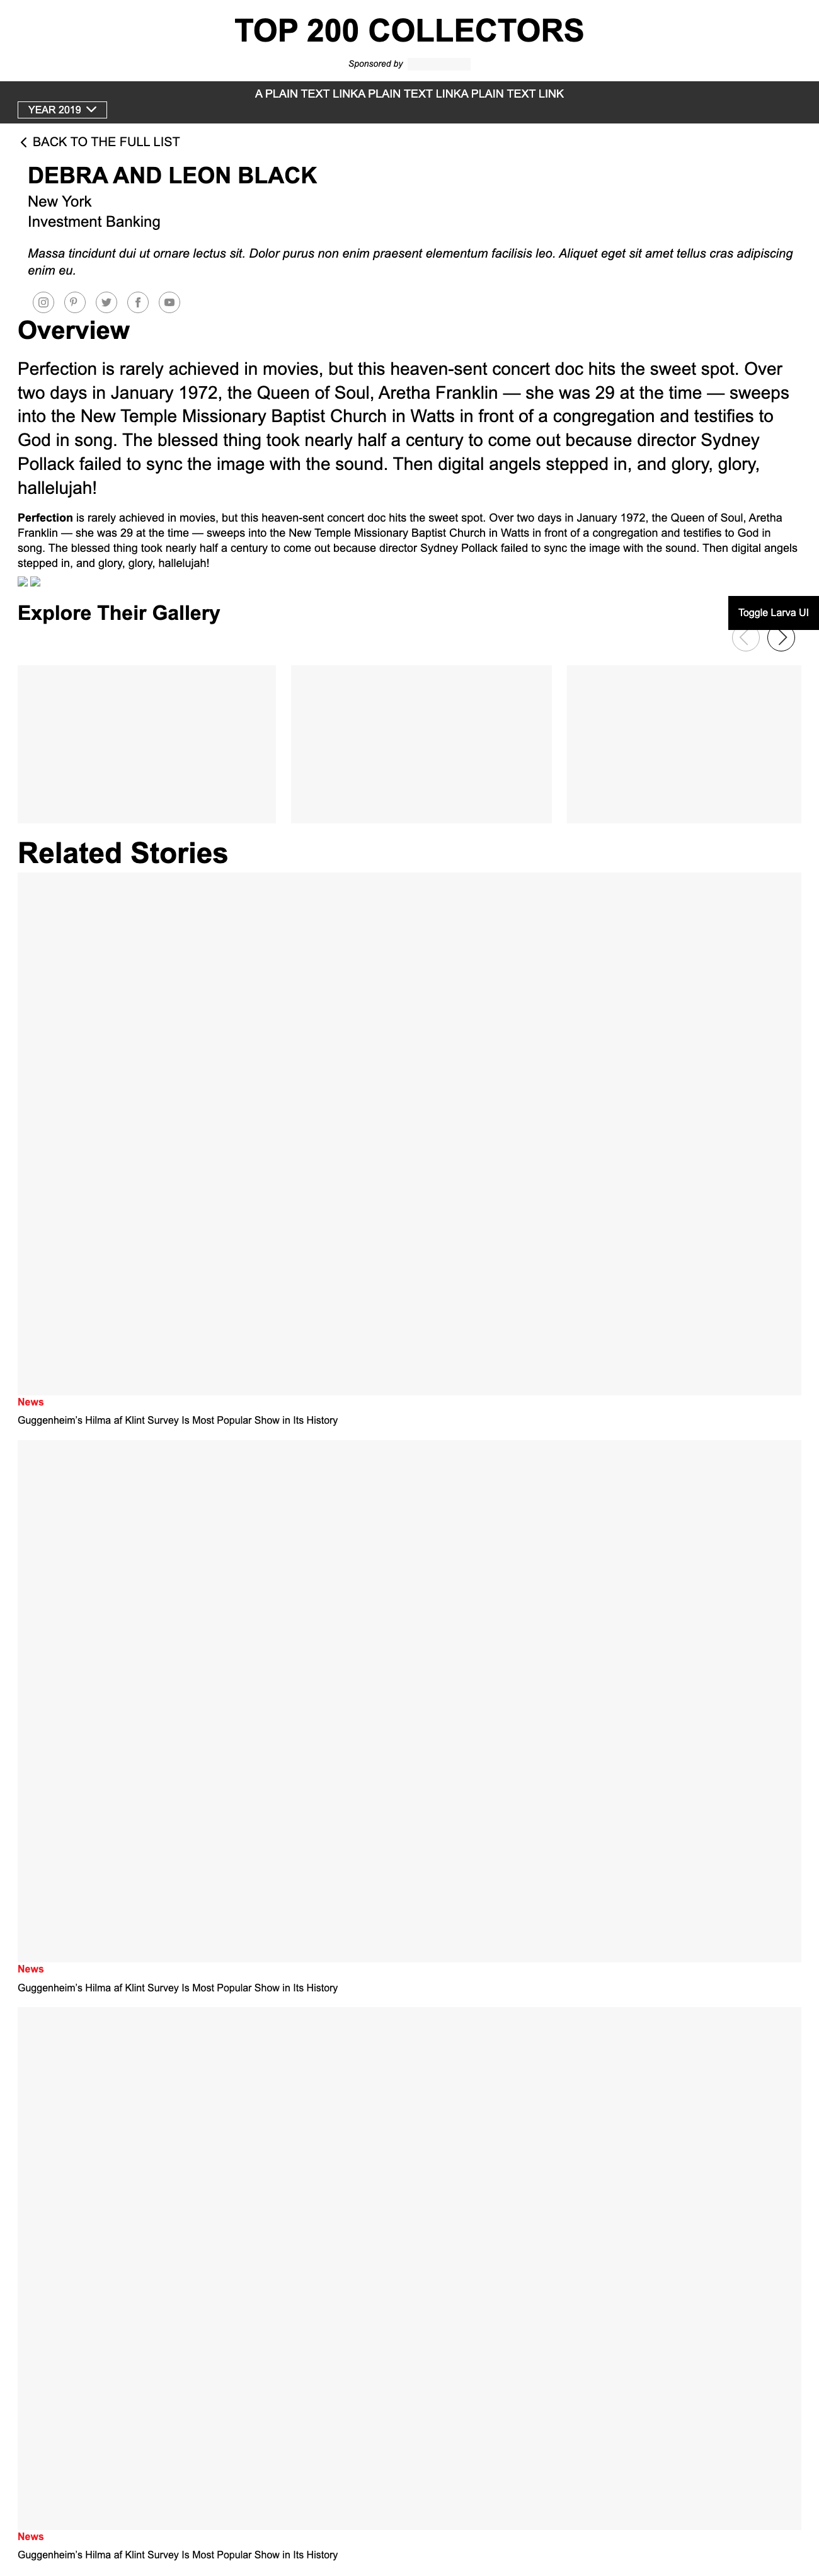 TOP 200 COLLECTORS
Sponsored by
A PLAIN TEXT LINKA PLAIN TEXT LINKA PLAIN TEXT LINK
YEAR 2019
BACK TO THE FULL LIST
DEBRA AND LEON BLACK
New York
Investment Banking
Massa tincidunt dui ut ornare lectus sit. Dolor purus non enim praesent elementum facilisis leo. Aliquet eget sit amet tellus cras adipiscing
enim eu.
Overview
Perfection is rarely achieved in movies, but this heaven-sent concert doc hits the sweet spot. Over
two days in January 1972, the Queen of Soul, Aretha Franklin — she was 29 at the time — sweeps
into the New Temple Missionary Baptist Church in Watts in front of a congregation and testifies to
God in song. The blessed thing took nearly half a century to come out because director Sydney
Pollack failed to sync the image with the sound. Then digital angels stepped in, and glory, glory,
hallelujah!
Perfection is rarely achieved in movies, but this heaven-sent concert doc hits the sweet spot. Over two days in January 1972, the Queen of Soul, Aretha
Franklin — she was 29 at the time — sweeps into the New Temple Missionary Baptist Church in Watts in front of a congregation and testifies to God in
song. The blessed thing took nearly half a century to come out because director Sydney Pollack failed to sync the image with the sound. Then digital angels
stepped in, and glory, glory, hallelujah!
Explore Their Gallery
Toggle Larva UI
Related Stories
News
Guggenheim's Hilma af Klint Survey Is Most Popular Show in Its History
News
Guggenheim's Hilma af Klint Survey Is Most Popular Show in Its History
News
Guggenheim's Hilma af Klint Survey Is Most Popular Show in Its History